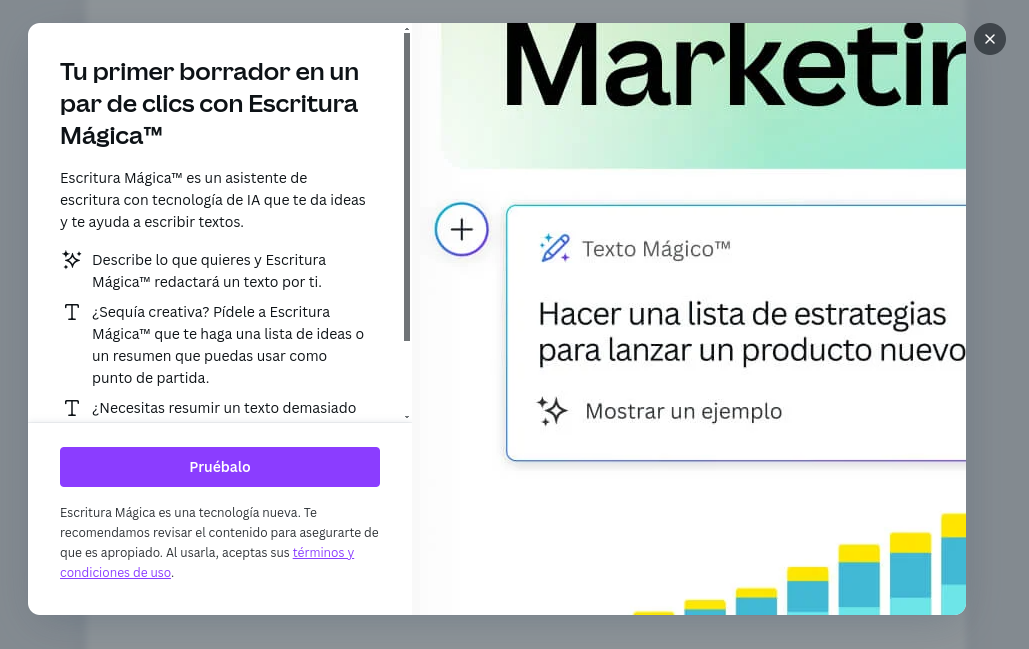 Tu primer borrador en un
par de clics con Escritura
Mágica™
Escritura Mágica™ es un asistente de
escritura con tecnología de IA que te da ideas
y te ayuda a escribir textos.
Describe lo que quieres y Escritura
Mágica™ redactará un texto por ti.
¿Sequía creativa? Pídele a Escritura
Mágica™ que te haga una lista de ideas o
un resumen que puedas usar como
punto de partida.
¿Necesitas resumir un texto demasiado
Pruébalo
Escritura Mágica es una tecnología nueva. Te
recomendamos revisar el contenido para asegurarte de
que es apropiado. Al usarla, aceptas sus términos y
condiciones de uso.
Marketin
Texto Mágico™
Hacer una lista de estrategias
para lanzar un producto nuevo
Mostrar un ejemplo